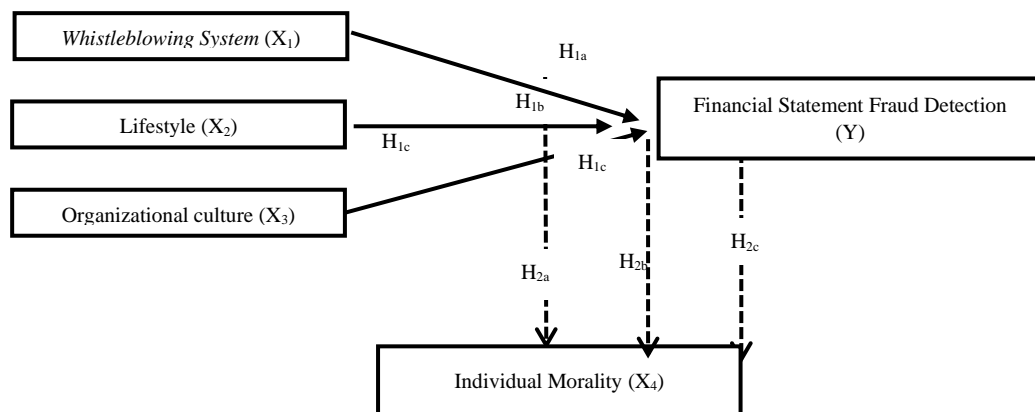 Whistleblowing System (X1)
H1a
Financial Statement Fraud Detection
(Y)
H1b
Lifestyle (X2)
H1c
H1c
Organizational culture (X3)
H2a
H2b
H2c
Individual Morality (X4)